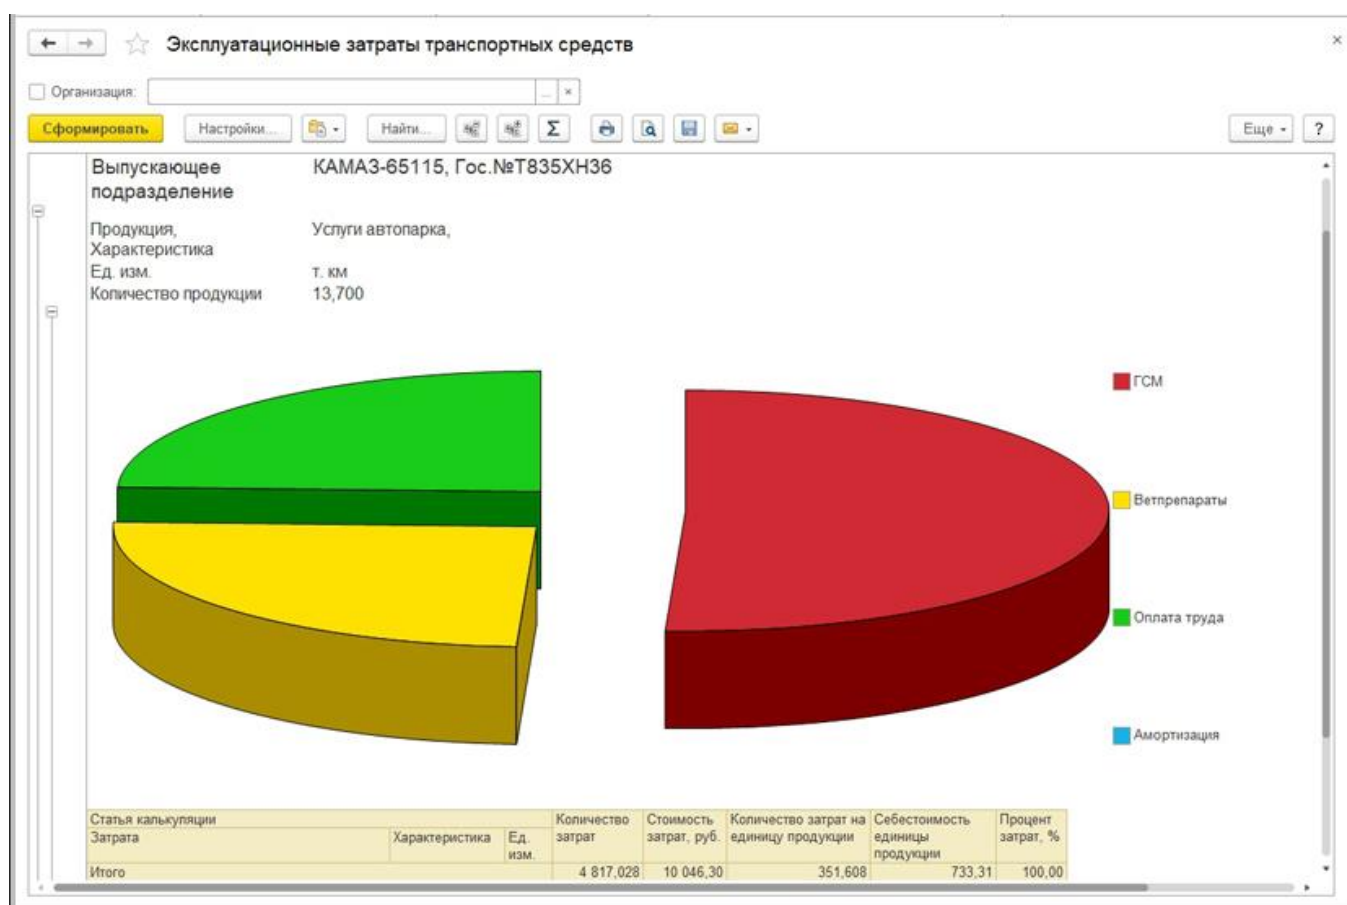 Эксплуатационные затраты транспортных средств
Организация:
Сформировать Настройки... Найти... Еще ?
Выпускающее КАМАЗ-65115, Гос.№Т835ХН36
подразделение
Продукция, Услуги автопарка,
Характеристика
Ед. изм. т. км
Количество продукции 13,700
ГСМ
Ветпрепараты
Оплата труда
Амортизация
Статья калькуляции Количество Стоимость Количество затрат на Себестоимость Процент
Затрата Характеристика Ед. затрат затрат, руб. единицу продукции единицы затрат, %
изм. продукции
Итого 4 817,028 10 046,30 351,608 733,31 100,00